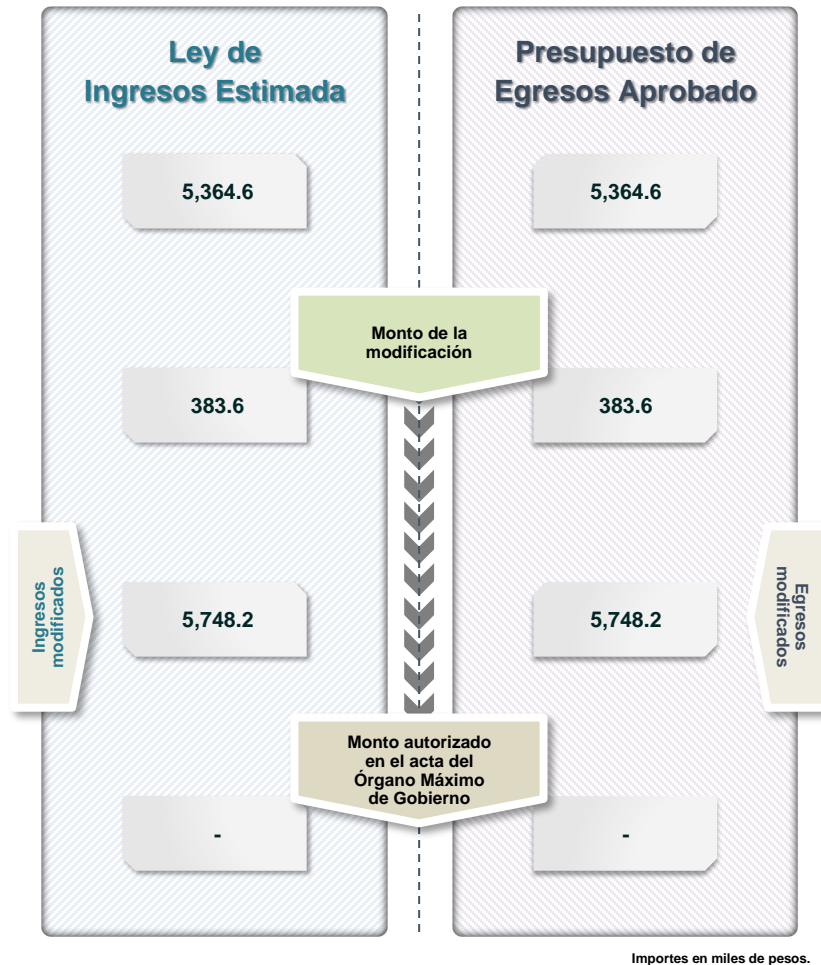 Ley de
Ingresos Estimada
Presupuesto de
Egresos Aprobado
5,364.6
5,364.6
Monto de la
modificación
383.6
383.6
Ingresos
modificados
5,748.2
5,748.2
Egresos
modificados
Monto autorizado
en el acta del
Órgano Máximo
de Gobierno
-
-
Importes en miles de pesos.